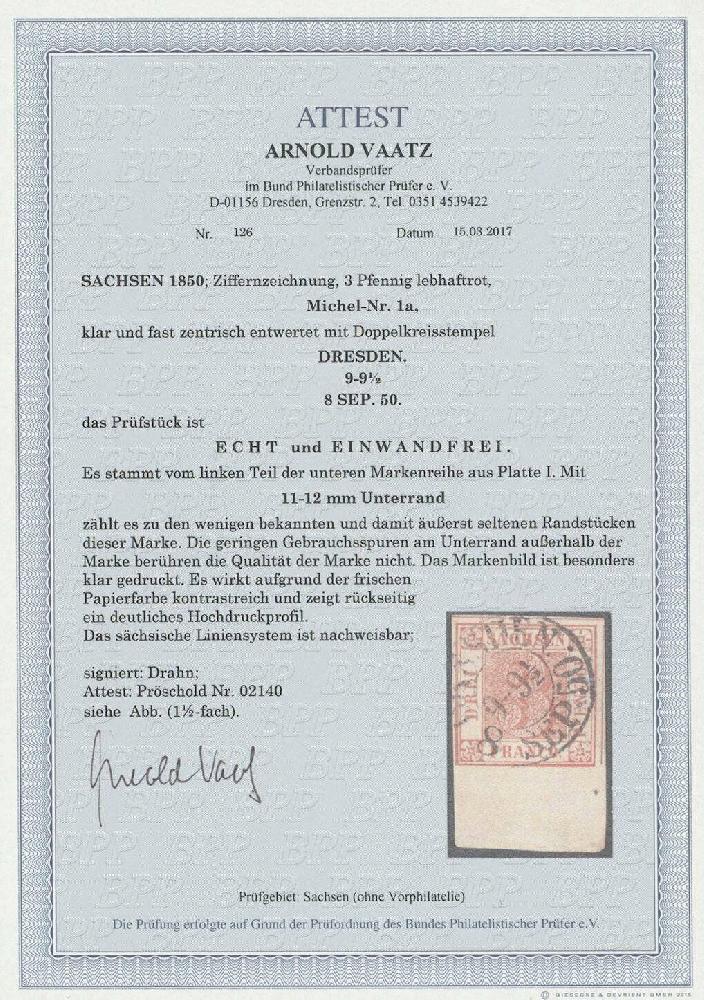 ATTEST
ARNOLD VAATZ
Verbandsprüfer
im Bund Philatelistischer Prüfer e. V.
D-01156 Dresden, Grenzstr. 2, Tel. 0351 4539422
Nr. 126 Datum 15.03.2017
SACHSEN 1850; Ziffernzeichnung, 3 Pfennig lebhaftrot,
Michel-Nr. 1a,
klar und fast zentrisch entwertet mit Doppelkreisstempel
DRESDEN.
9-9½
8 SEP. 50.
das Prüfstück ist
ECHT und EINWANDFREI.
Es stammt vom linken Teil der unteren Markenreihe aus Platte I. Mit
11-12 mm Unterrand
zählt es zu den wenigen bekannten und damit äußerst seltenen Randstücken
dieser Marke. Die geringen Gebrauchsspuren am Unterrand außerhalb der
Marke berühren die Qualität der Marke nicht. Das Markenbild ist besonders
klar gedruckt. Es wirkt aufgrund der frischen
Papierfarbe kontrastreich und zeigt rückseitig
ein deutliches Hochdruckprofil.
Das sächsische Liniensystem ist nachweisbar;
signiert: Drahn;
Attest: Pröschold Nr. 02140
siehe Abb. (1½-fach).
Arnold Vaatz
Prüfgebiet: Sachsen (ohne Vorphilatelie)
Die Prüfung erfolgte auf Grund der Prüfordnung des Bundes Philatelistischer Prüfer e.V.
© GIESECKE & DEVRIENT GMBH